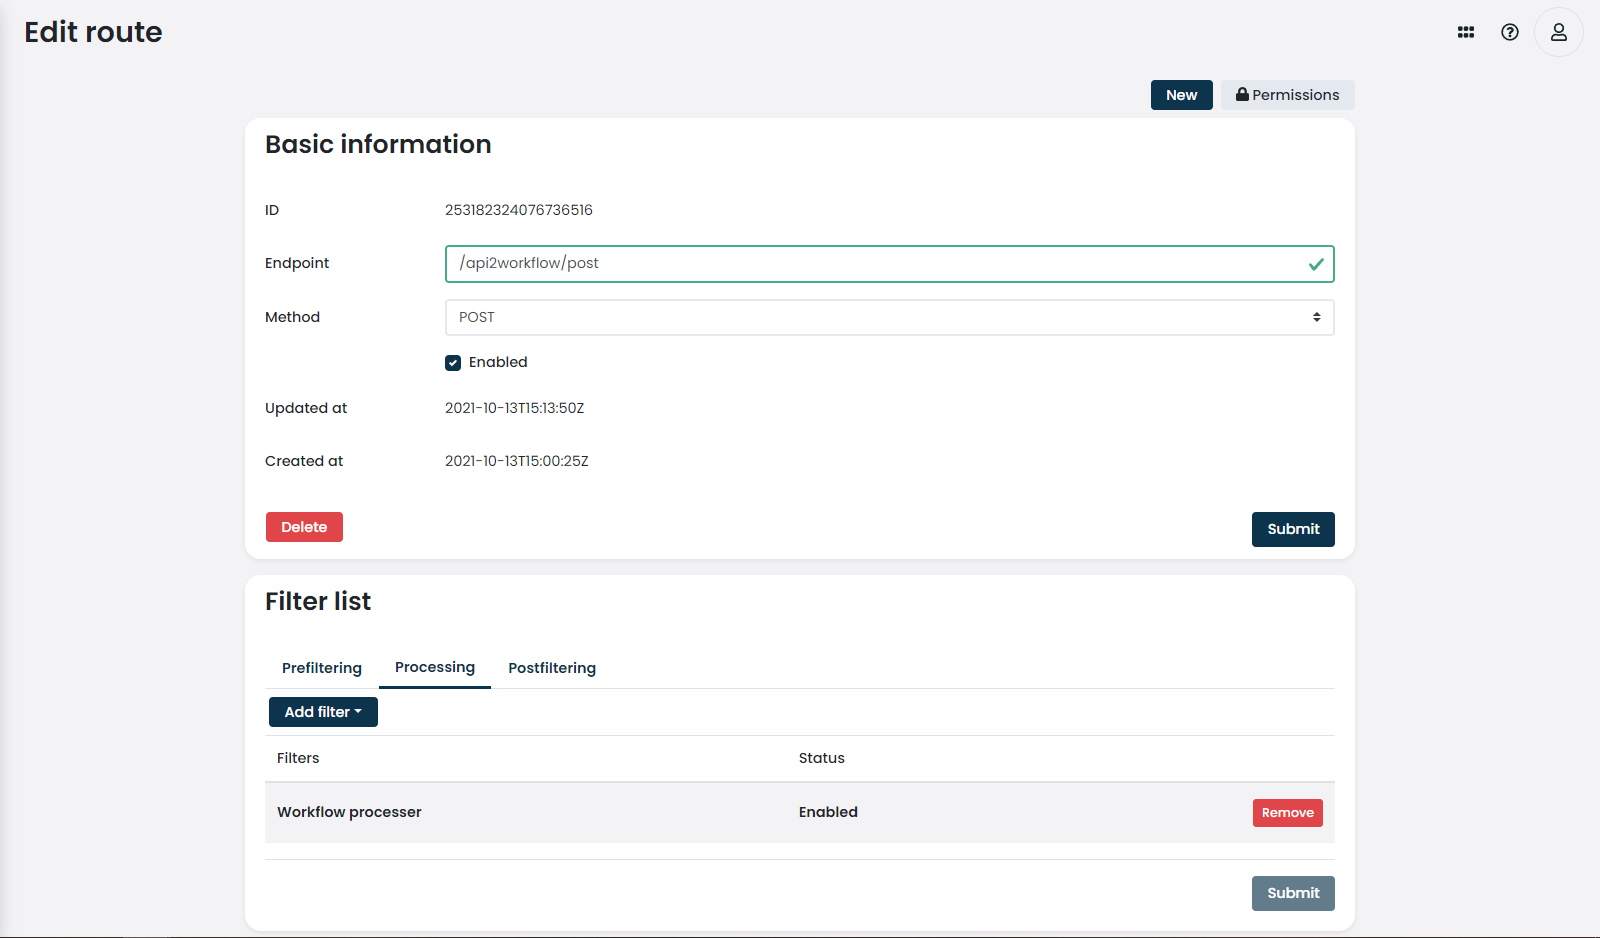 Edit route
New
Permissions
Basic information
ID
253182324076736516
Endpoint
/api2workflow/post
Method
POST
Enabled
Updated at
2021-10-13T15:13:50Z
Created at
2021-10-13T15:00:25Z
Delete
Submit
Filter list
Prefiltering
Processing
Postfiltering
Add filter
Filters
Status
Workflow processer
Enabled
Remove
Submit